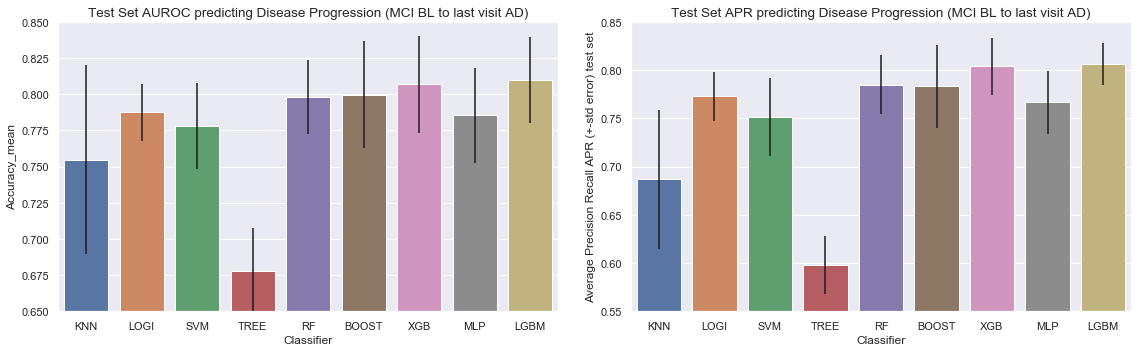 Test Set AUROC predicting Disease Progression (MCI BL to last visit AD)
0.850
0.825
0.800
0.775
0.750
0.725
0.700
0.675
0.650
Accuracy_mean
KNN LOGI SVM TREE RF BOOST XGB MLP LGBM
Classifier
Test Set APR predicting Disease Progression (MCI BL to last visit AD)
0.85
0.80
0.75
0.70
0.65
0.60
0.55
Average Precision Recall APR (+-std error) test set
KNN LOGI SVM TREE RF BOOST XGB MLP LGBM
Classifier